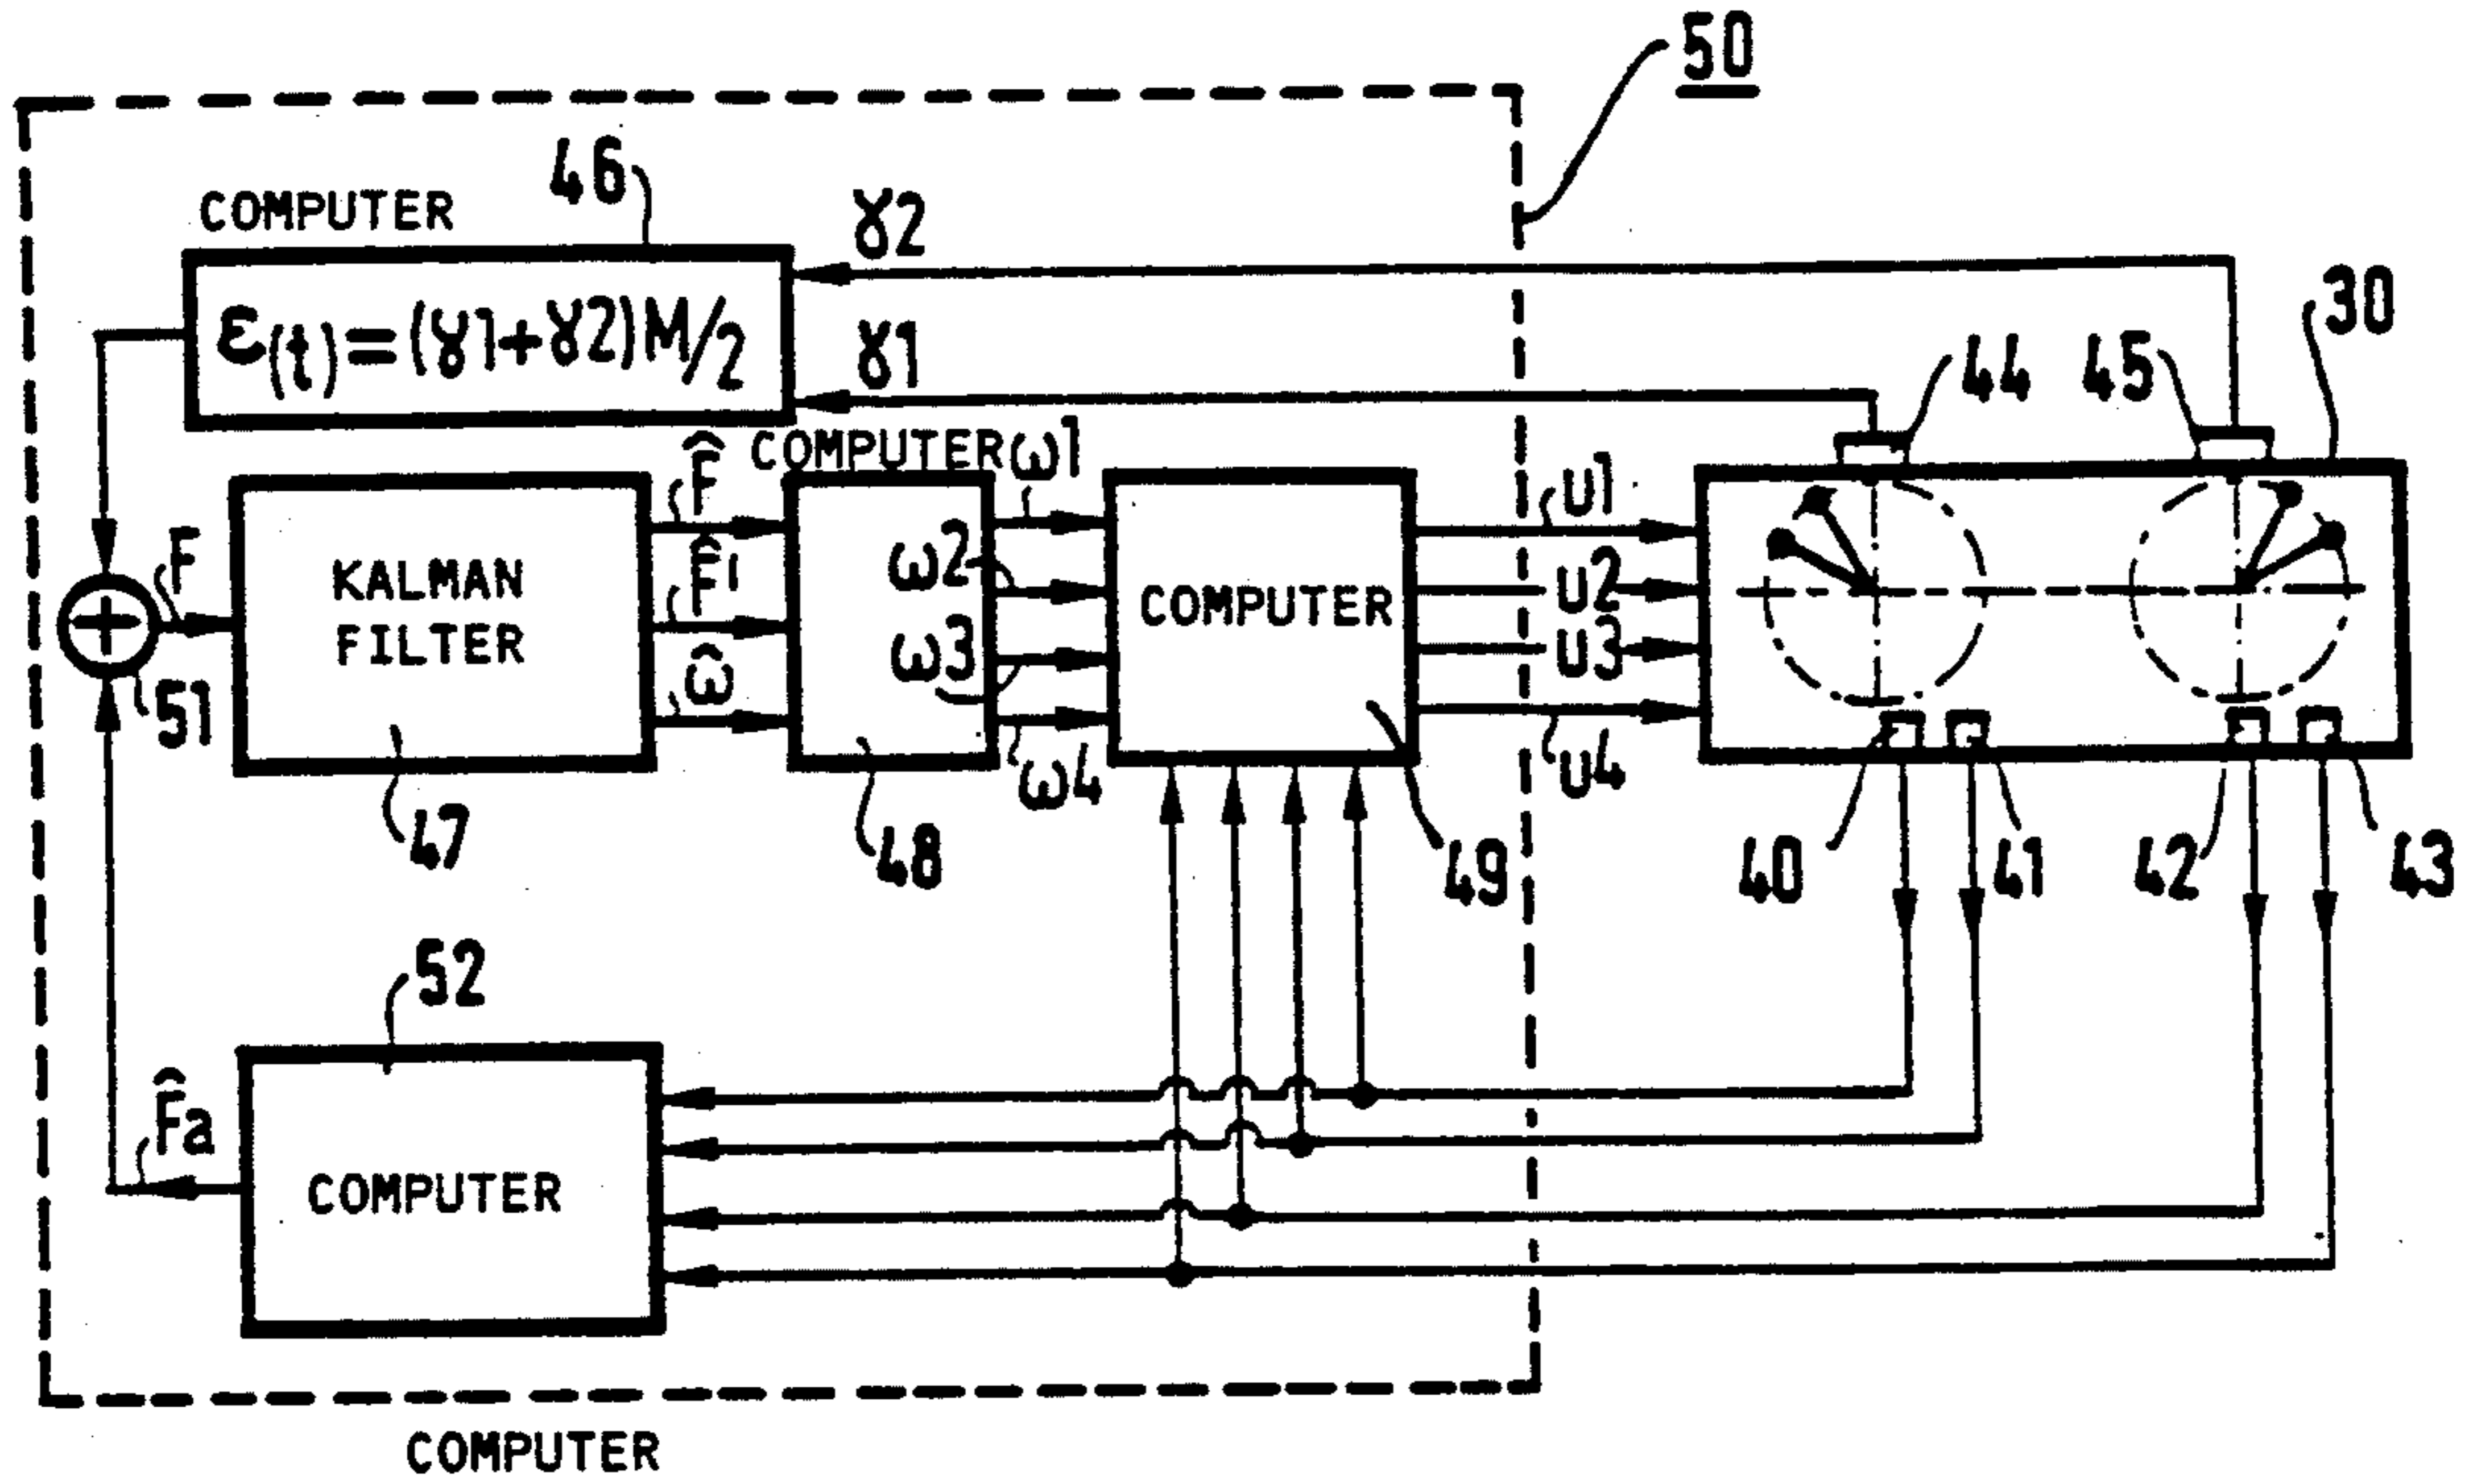 50
COMPUTER
46
γ2
ε(t)=(γ1+γ2)M/2
γ1
30
44
45
COMPUTER
ω1
F̂
U1
F
KALMAN
FILTER
F̂i
ω2
COMPUTER
U2
ω̂
ω3
U3
51
ω4
U4
47
48
49
40
41
42
43
52
F̂a
COMPUTER
COMPUTER